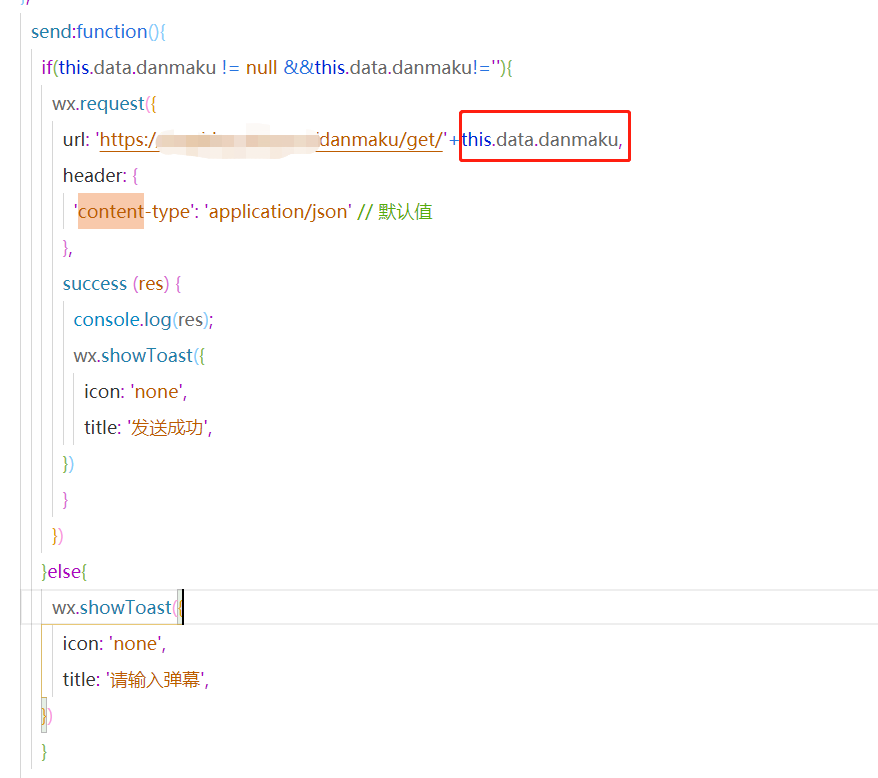 send:function(){
if(this.data.danmaku != null &&this.data.danmaku!=''){
wx.request({
url: 'https:/danmaku/get/'+this.data.danmaku,
header: {
'content-type': 'application/json' // 默认值
},
success (res) {
console.log(res);
wx.showToast({
icon: 'none',
title: '发送成功',
})
}
})
}else{
wx.showToast({
icon: 'none',
title: '请输入弹幕',
})
}